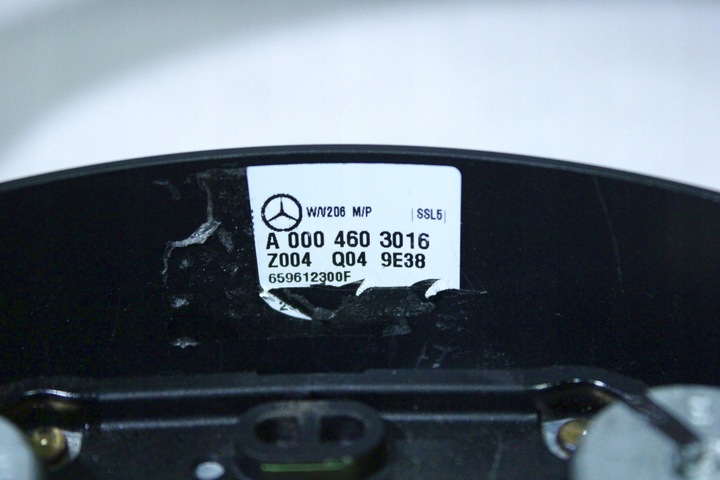 W/V206 M/P |SSL5|
A 000 460 3016
Z004 Q04 9E38
659612300F